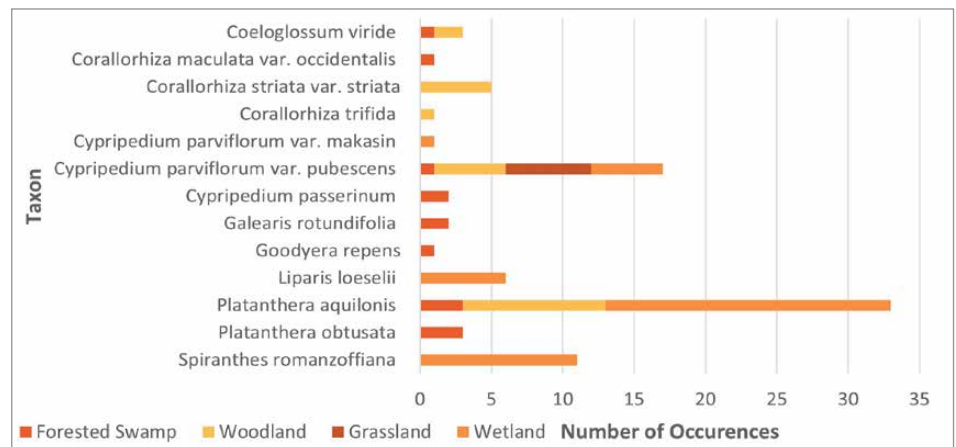 Coeloglossum viride
Corallorhiza maculata var. occidentalis
Corallorhiza striata var. striata
Corallorhiza trifida
Cypripedium parviflorum var. makasin
Cypripedium parviflorum var. pubescens
Cypripedium passerinum
Galearis rotundifolia
Goodyera repens
Liparis loeselii
Platanthera aquilonis
Platanthera obtusata
Spiranthes romanzoffiana
Taxon
0 5 10 15 20 25 30 35
Forested Swamp Woodland Grassland Wetland Number of Occurences